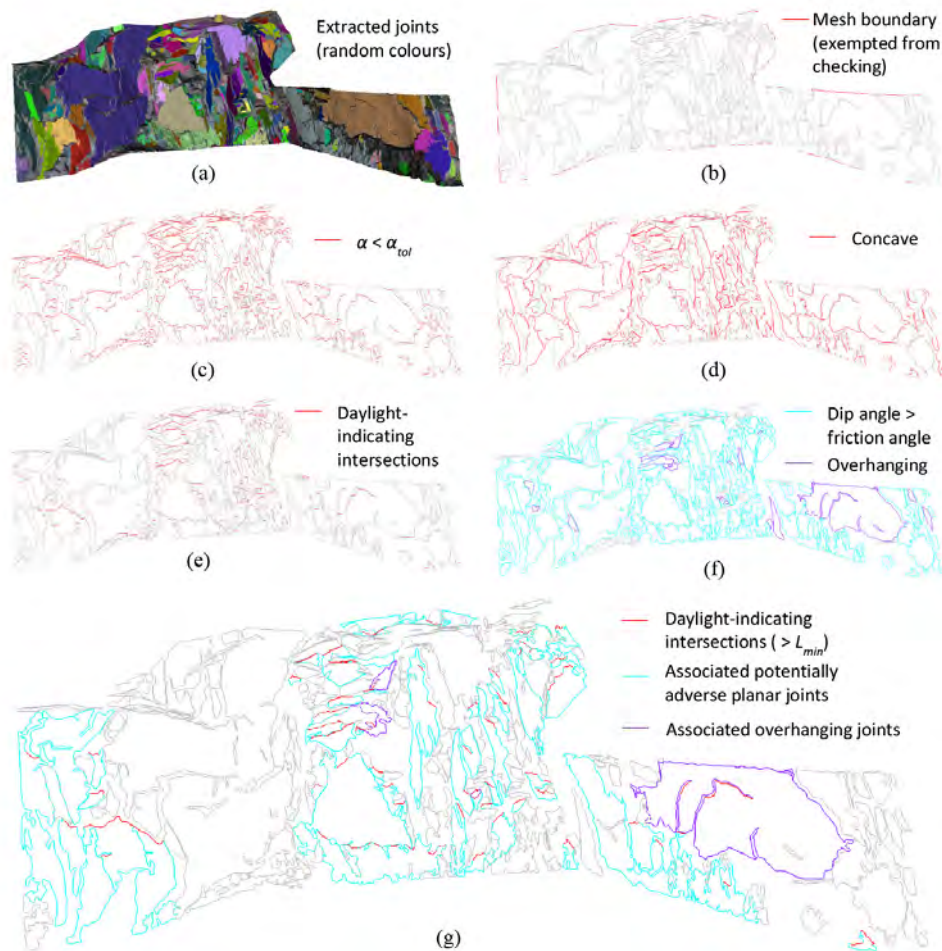 Extracted joints
(random colours)
(a)
Mesh boundary
(exempted from
checking)
(b)
α < α_tol
(c)
Concave
(d)
Daylight-
indicating
intersections
(e)
Dip angle >
friction angle
Overhanging
(f)
Daylight-indicating
intersections ( > L_min)
Associated potentially
adverse planar joints
Associated overhanging joints
(g)